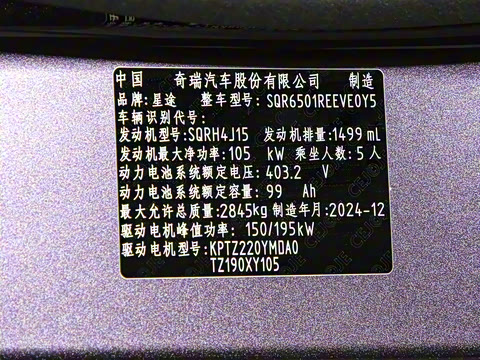 中国 奇瑞汽车股份有限公司 制造
品牌:星途 整车型号:SQR6501REEVE0Y5
车辆识别代号:
发动机型号:SQRH4J15 发动机排量:1499 mL
发动机最大净功率:105 kW 乘坐人数:5 人
动力电池系统额定电压:403.2 V
动力电池系统额定容量:99 Ah
最大允许总质量:2845kg 制造年月:2024-12
驱动电机峰值功率: 150/195kW
驱动电机型号:KPTZ220YMDA0
TZ190XY105